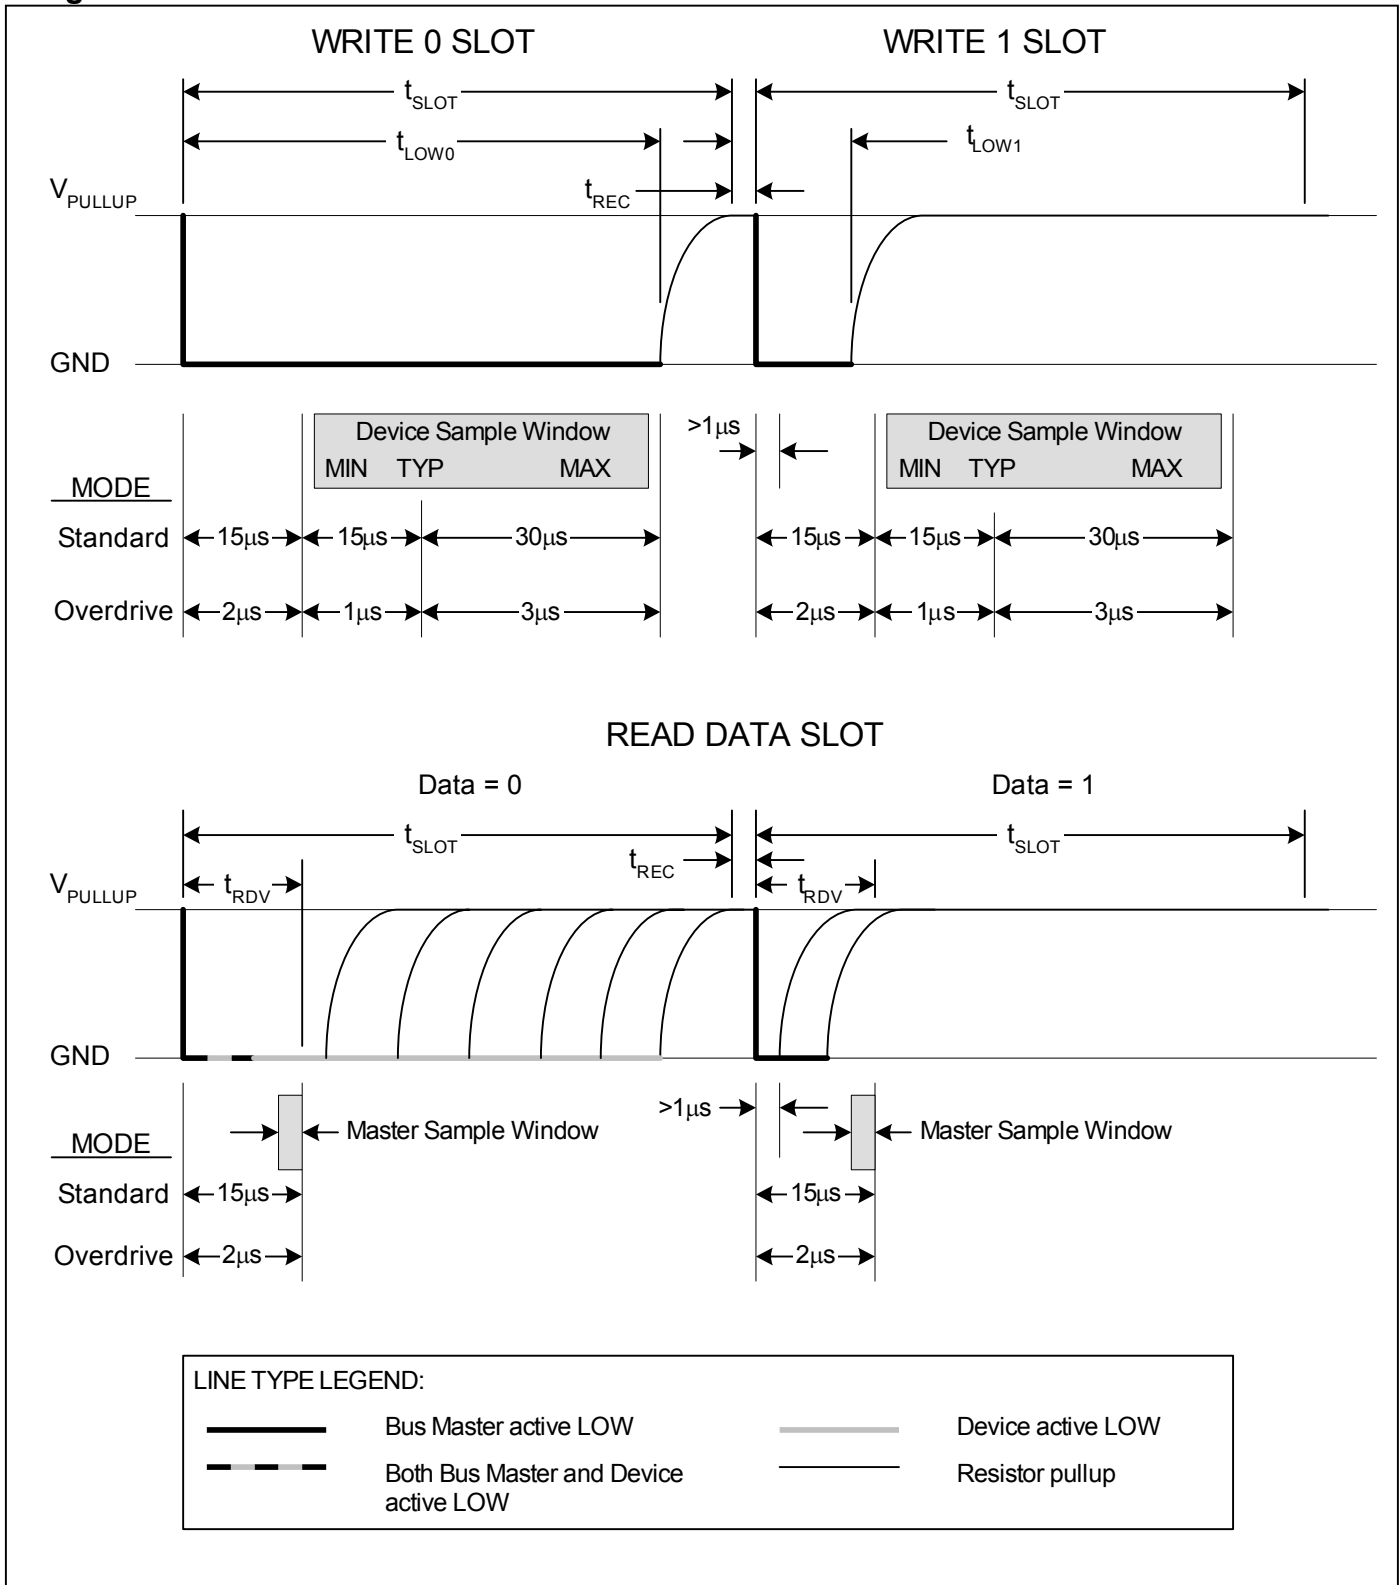 WRITE 0 SLOT WRITE 1 SLOT
tSLOT tSLOT
tLOW0 tLOW1
VPULLUP tREC
GND
Device Sample Window >1μs Device Sample Window
MIN TYP MAX MIN TYP MAX
MODE
Standard 15μs 15μs 30μs 15μs 15μs 30μs
Overdrive 2μs 1μs 3μs 2μs 1μs 3μs
READ DATA SLOT
Data = 0 Data = 1
tSLOT tSLOT
tREC
VPULLUP tRDV tRDV
GND
>1μs
MODE Master Sample Window Master Sample Window
Standard 15μs 15μs
Overdrive 2μs 2μs
LINE TYPE LEGEND:
Bus Master active LOW Device active LOW
Both Bus Master and Device Resistor pullup
active LOW